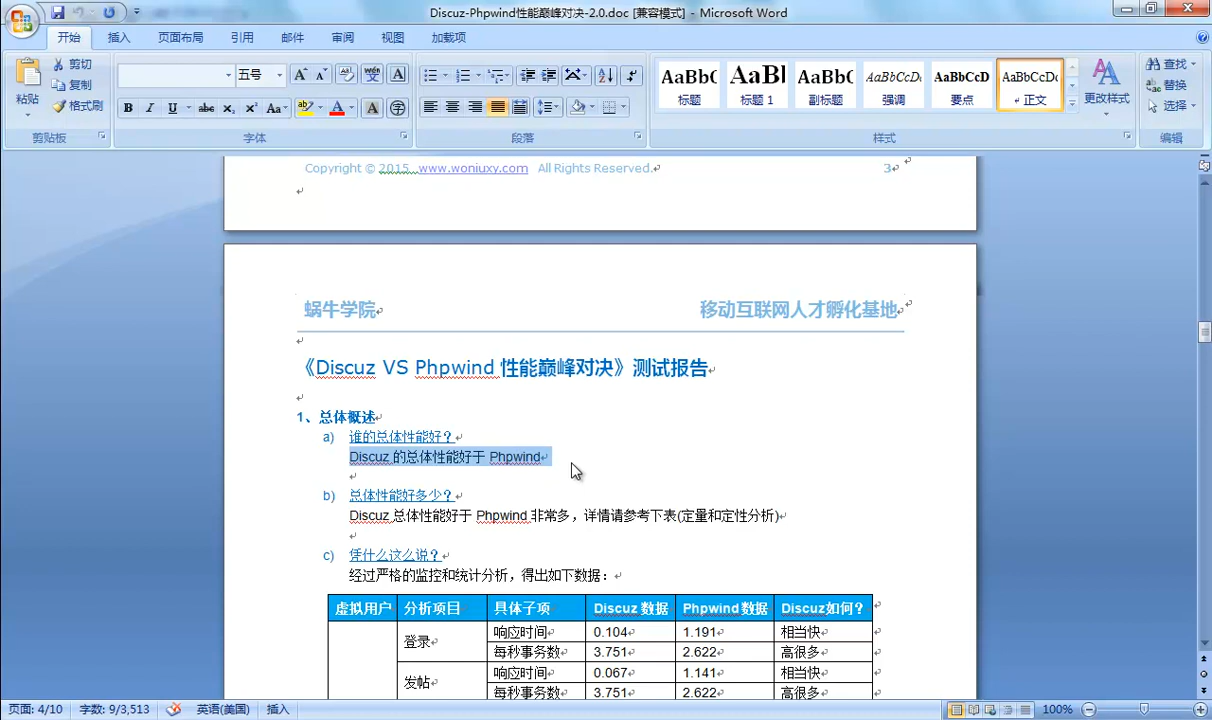 Discuz-Phpwind性能巅峰对决-2.0.doc [兼容模式] - Microsoft Word
开始 插入 页面布局 引用 邮件 审阅 视图 加载项
粘贴 剪切 复制 格式刷
五号
B I U abc X₂ X² Aa A A
AaBbC AaBbl AaBbC AaBbCcDd AaBbCcD AaBbCcDc
标题 标题 1 副标题 强调 要点 正文
更改样式
查找 替换 选择
剪贴板 字体 段落 样式 编辑
Copyright © 2015 www.woniuxy.com All Rights Reserved. 3
蜗牛学院 移动互联网人才孵化基地
《Discuz VS Phpwind 性能巅峰对决》测试报告
1、总体概述
a) 谁的总体性能好？
Discuz 的总体性能好于 Phpwind
b) 总体性能好多少？
Discuz 总体性能好于 Phpwind 非常多，详情请参考下表(定量和定性分析)
c) 凭什么这么说？
经过严格的监控和统计分析，得出如下数据：
虚拟用户 分析项目 具体子项 Discuz 数据 Phpwind 数据 Discuz如何？
登录 响应时间 0.104 1.191 相当快
每秒事务数 3.751 2.622 高很多
发帖 响应时间 0.067 1.141 相当快
每秒事务数 3.751 2.622 高很多
页面: 4/10 字数: 9/3,513 英语(美国) 插入 100%